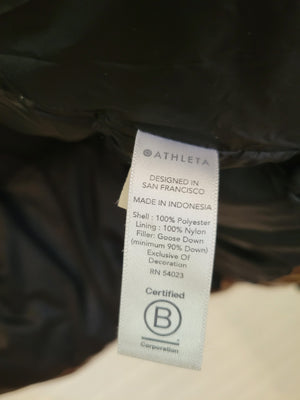 ATHLETA
DESIGNED IN
SAN FRANCISCO
MADE IN INDONESIA
Shell : 100% Polyester
Lining : 100% Nylon
Filler: Goose Down
(minimum 90% Down)
Exclusive Of
Decoration
RN 54023
Certified
B
Corporation